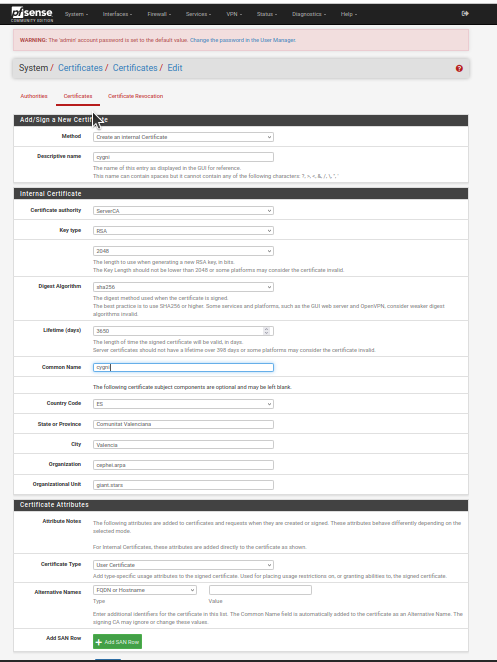 pfsense
COMMUNITY EDITION
System Interfaces Firewall Services VPN Status Diagnostics Help
WARNING: The 'admin' account password is set to the default value. Change the password in the User Manager.
System / Certificates / Certificates / Edit
Authorities Certificates Certificate Revocation
Add/Sign a New Certificate
Method Create an internal Certificate
Descriptive name cygni
The name of this entry as displayed in the GUI for reference.
This name can contain spaces but it cannot contain any of the following characters: ?, >, <, &, /, \, ", '
Internal Certificate
Certificate authority ServerCA
Key type RSA
2048
The length to use when generating a new RSA key, in bits.
The Key Length should not be lower than 2048 or some platforms may consider the certificate invalid.
Digest Algorithm sha256
The digest method used when the certificate is signed.
The best practice is to use SHA256 or higher. Some services and platforms, such as the GUI web server and OpenVPN, consider weaker digest
algorithms invalid.
Lifetime (days) 3650
The length of time the signed certificate will be valid, in days.
Server certificates should not have a lifetime over 398 days or some platforms may consider the certificate invalid.
Common Name cygni
The following certificate subject components are optional and may be left blank.
Country Code ES
State or Province Comunitat Valenciana
City Valencia
Organization cephei.arpa
Organizational Unit giant.stars
Certificate Attributes
Attribute Notes The following attributes are added to certificates and requests when they are created or signed. These attributes behave differently depending on the
selected mode.
For Internal Certificates, these attributes are added directly to the certificate as shown.
Certificate Type User Certificate
Add type-specific usage attributes to the signed certificate. Used for placing usage restrictions on, or granting abilities to, the signed certificate.
Alternative Names FQDN or Hostname
Type Value
Enter additional identifiers for the certificate in this list. The Common Name field is automatically added to the certificate as an Alternative Name. The
signing CA may ignore or change these values.
Add SAN Row + Add SAN Row